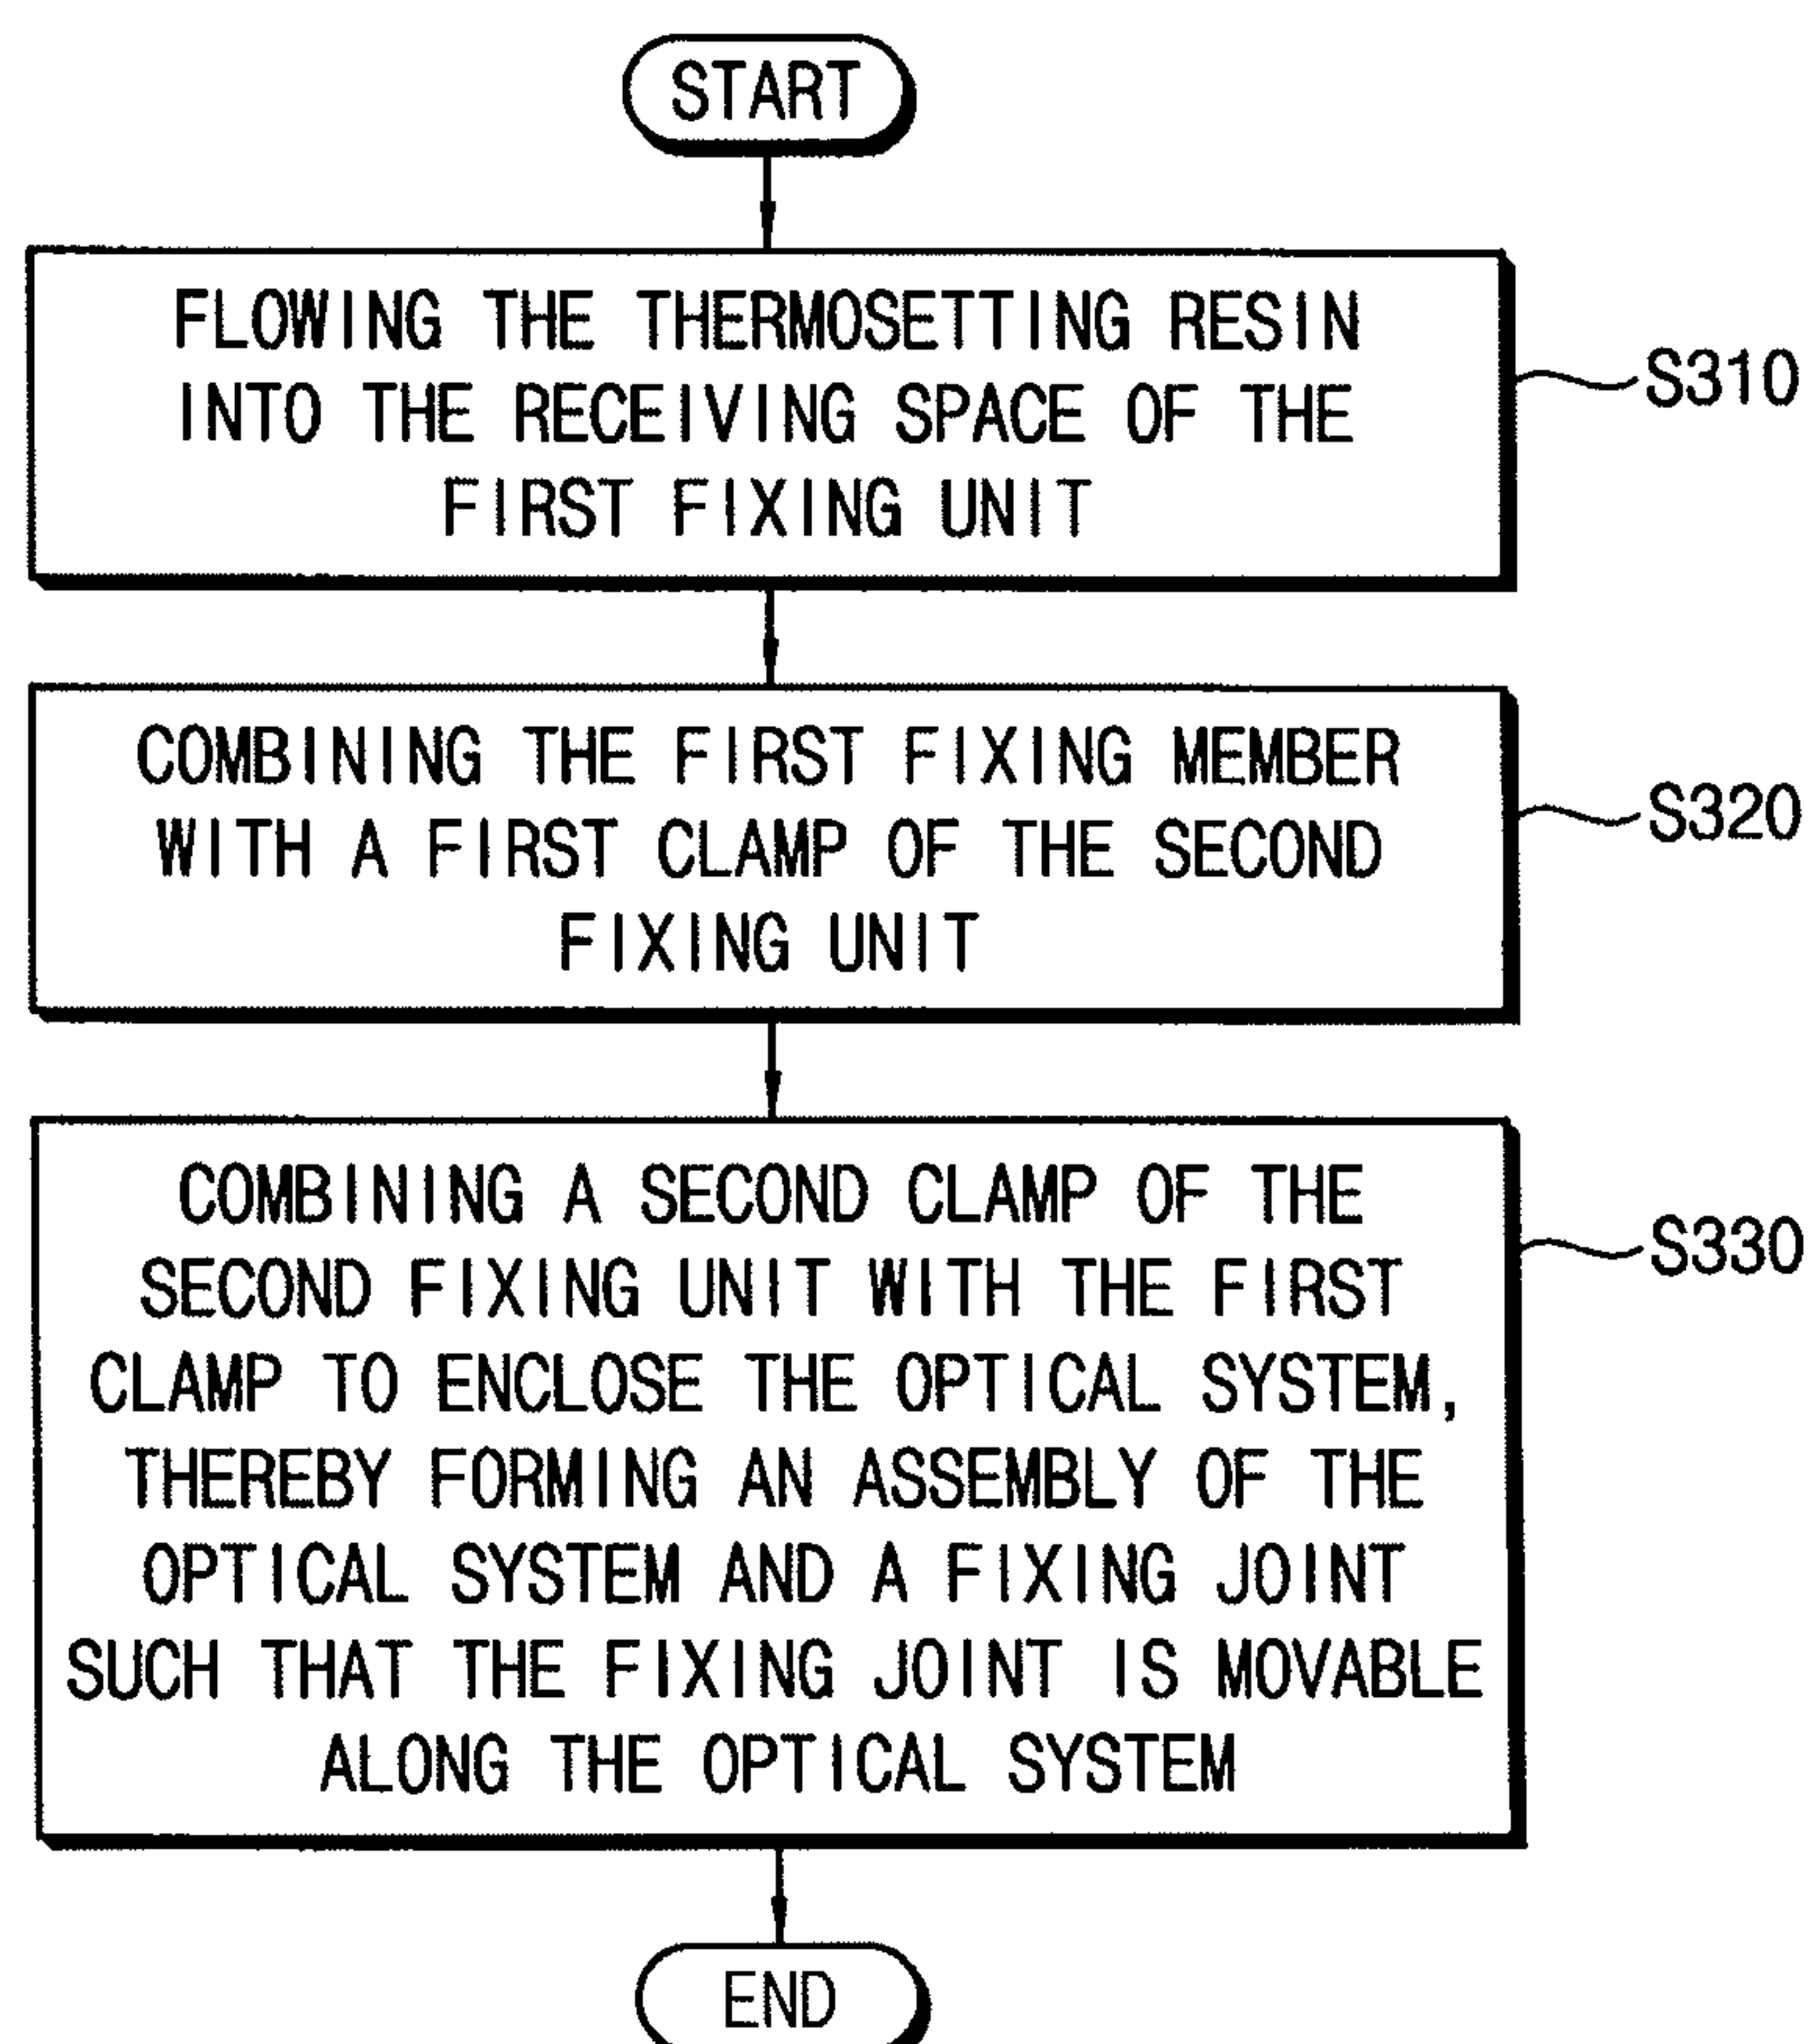 START
FLOWING THE THERMOSETTING RESIN
INTO THE RECEIVING SPACE OF THE
FIRST FIXING UNIT
S310
COMBINING THE FIRST FIXING MEMBER
WITH A FIRST CLAMP OF THE SECOND
FIXING UNIT
S320
COMBINING A SECOND CLAMP OF THE
SECOND FIXING UNIT WITH THE FIRST
CLAMP TO ENCLOSE THE OPTICAL SYSTEM,
THEREBY FORMING AN ASSEMBLY OF THE
OPTICAL SYSTEM AND A FIXING JOINT
SUCH THAT THE FIXING JOINT IS MOVABLE
ALONG THE OPTICAL SYSTEM
S330
END